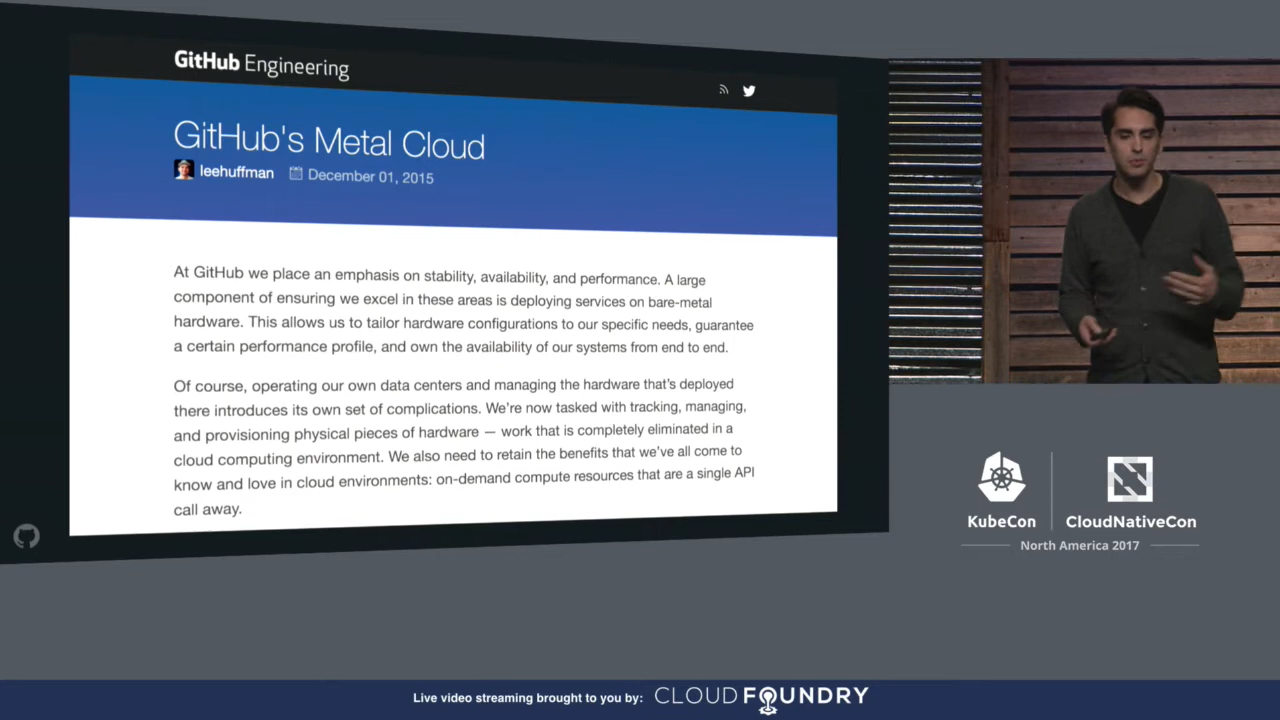 GitHub Engineering
GitHub's Metal Cloud
leehuffman December 01, 2015
At GitHub we place an emphasis on stability, availability, and performance. A large
component of ensuring we excel in these areas is deploying services on bare-metal
hardware. This allows us to tailor hardware configurations to our specific needs, guarantee
a certain performance profile, and own the availability of our systems from end to end.
Of course, operating our own data centers and managing the hardware that's deployed
there introduces its own set of complications. We're now tasked with tracking, managing,
and provisioning physical pieces of hardware — work that is completely eliminated in a
cloud computing environment. We also need to retain the benefits that we've all come to
know and love in cloud environments: on-demand compute resources that are a single API
call away.
KubeCon CloudNativeCon
North America 2017
Live video streaming brought to you by: CLOUD FOUNDRY